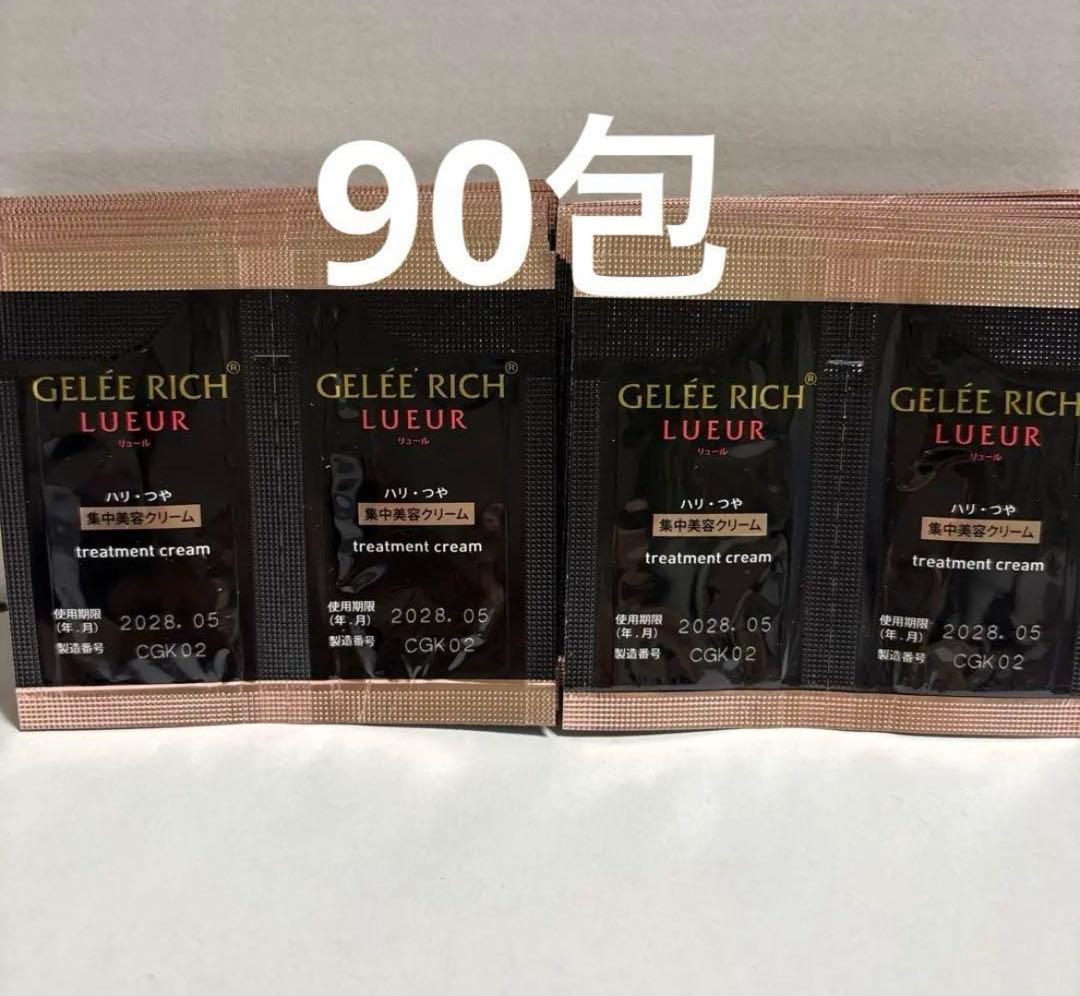 90包
GELÉE RICH®
LUEUR
リュール
ハリ・つや
集中美容クリーム
treatment cream
使用期限
(年.月) 2028.05
製造番号 CGK02
GELÉE RICH®
LUEUR
リュール
ハリ・つや
集中美容クリーム
treatment cream
使用期限
(年.月) 2028.05
製造番号 CGK02
GELÉE RICH®
LUEUR
リュール
ハリ・つや
集中美容クリーム
treatment cream
使用期限
(年.月) 2028.05
製造番号 CGK02
GELÉE RICH
LUEUR
リュール
ハリ・つや
集中美容クリーム
treatment cream
使用期限
(年.月) 2028.05
製造番号 CGK02